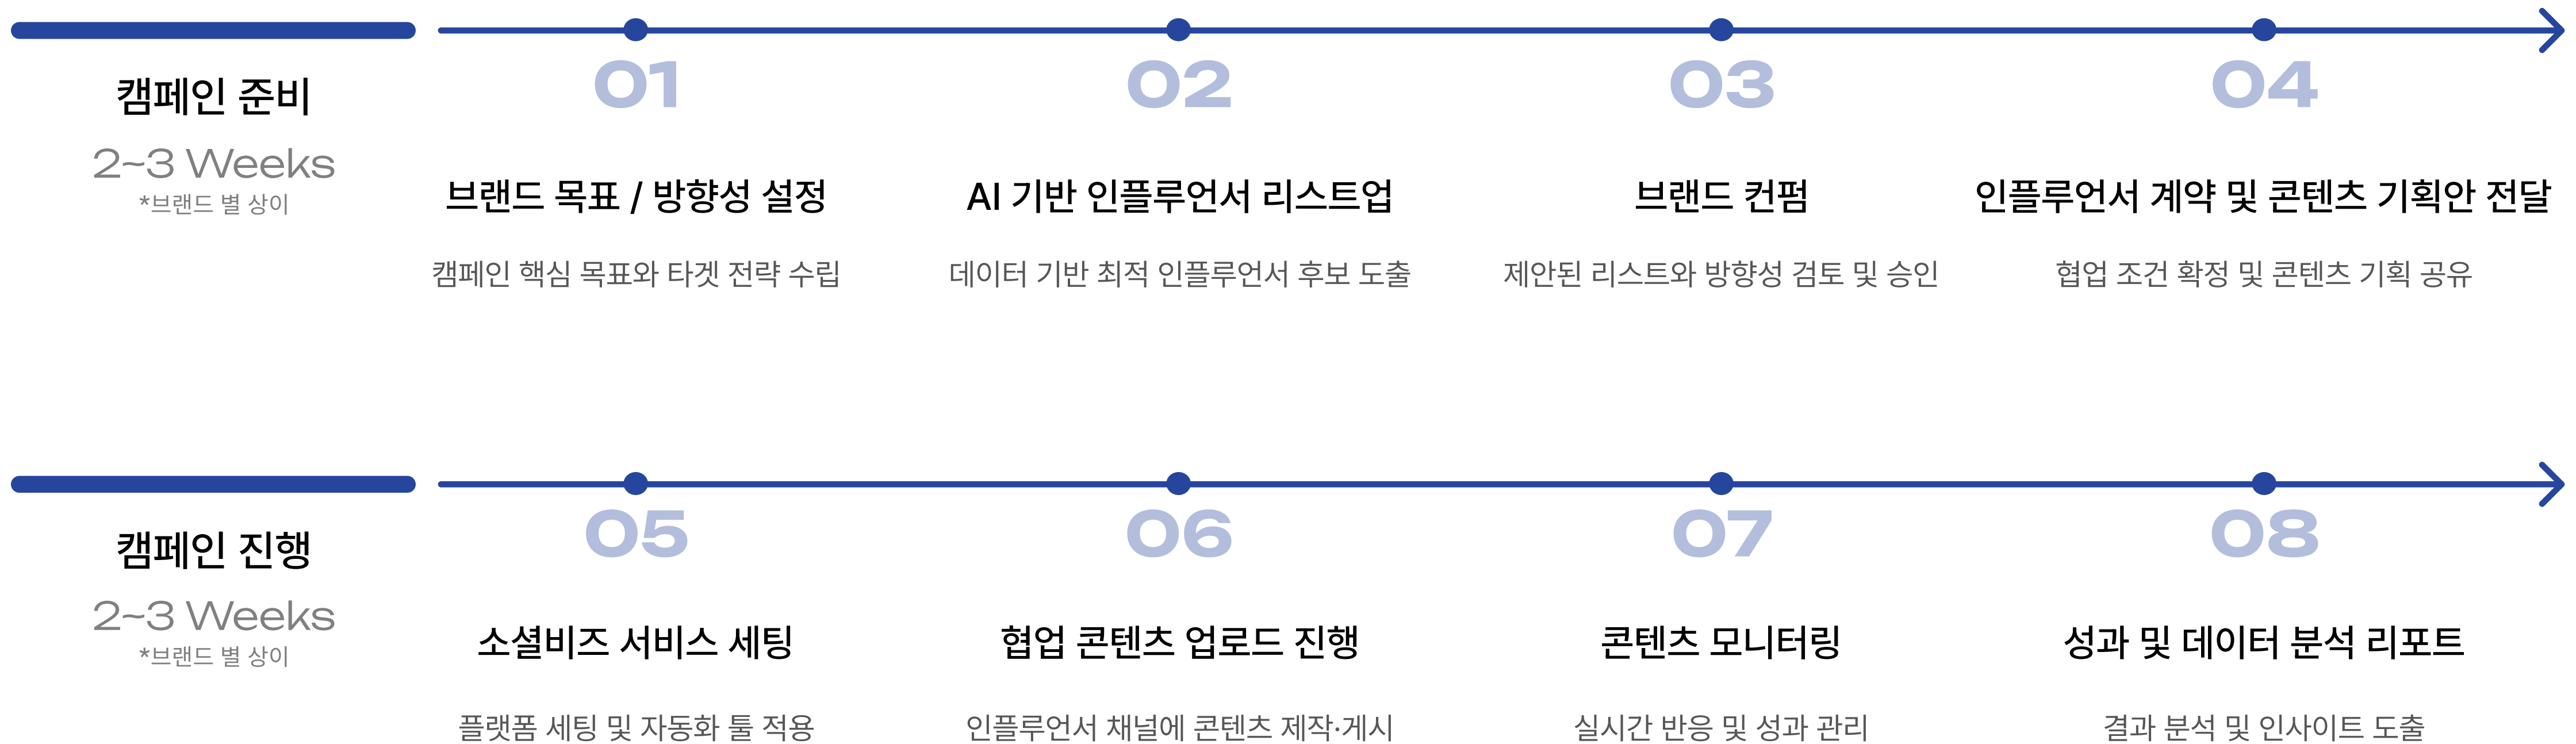 캠페인 준비
2~3 Weeks
*브랜드 별 상이
01
브랜드 목표 / 방향성 설정
캠페인 핵심 목표와 타겟 전략 수립
02
AI 기반 인플루언서 리스트업
데이터 기반 최적 인플루언서 후보 도출
03
브랜드 컨펌
제안된 리스트와 방향성 검토 및 승인
04
인플루언서 계약 및 콘텐츠 기획안 전달
협업 조건 확정 및 콘텐츠 기획 공유
캠페인 진행
2~3 Weeks
*브랜드 별 상이
05
소셜비즈 서비스 세팅
플랫폼 세팅 및 자동화 툴 적용
06
협업 콘텐츠 업로드 진행
인플루언서 채널에 콘텐츠 제작·게시
07
콘텐츠 모니터링
실시간 반응 및 성과 관리
08
성과 및 데이터 분석 리포트
결과 분석 및 인사이트 도출